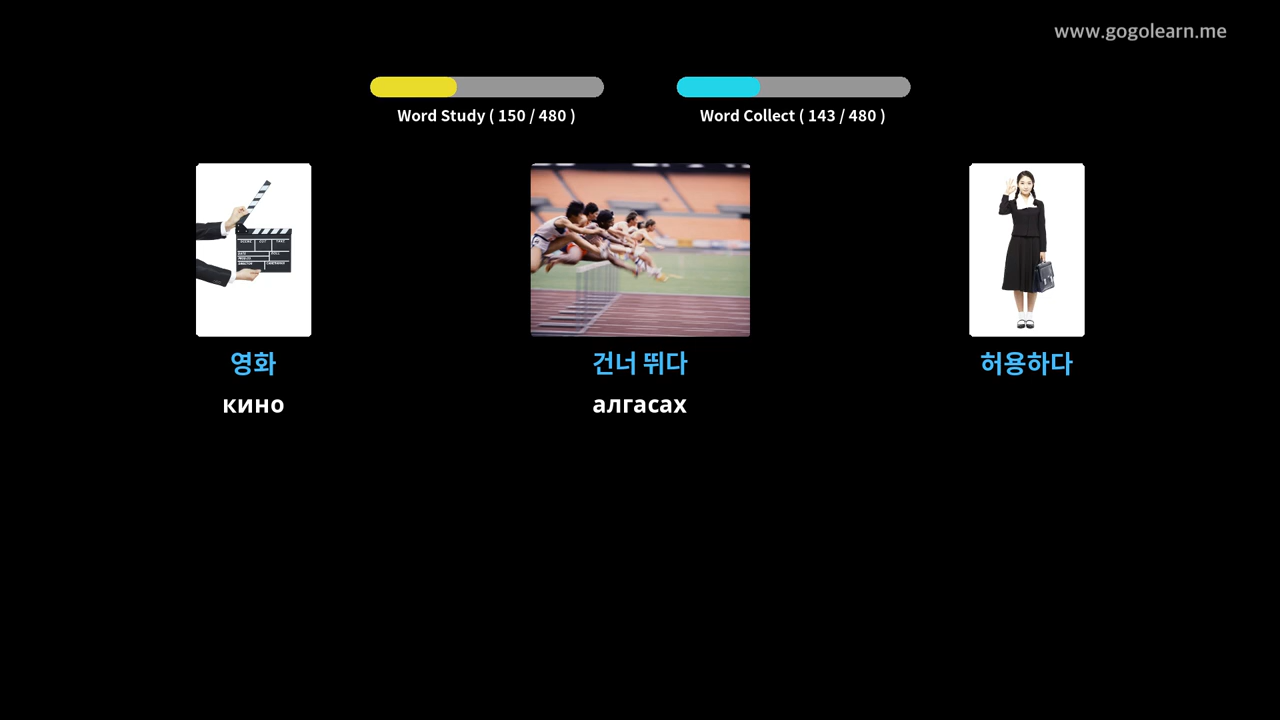 www.gogolearn.me
Word Study ( 150 / 480 )
Word Collect ( 143 / 480 )
영화
건너 뛰다
허용하다
кино
алгасах